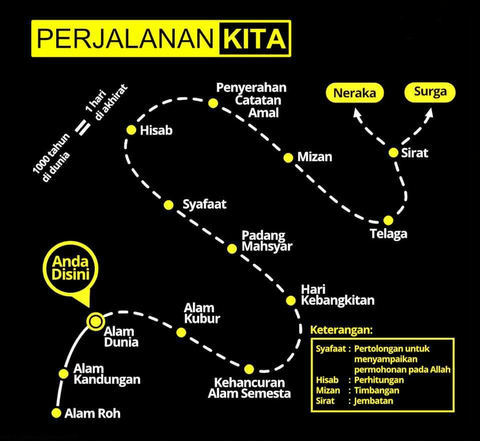 PERJALANAN KITA
Penyerahan
Catatan
Amal
Neraka
Surga
1000 tahun
di dunia
=
1 hari
di akhirat
Hisab
Mizan
Sirat
Syafaat
Telaga
Padang
Mahsyar
Anda
Disini
Hari
Kebangkitan
Alam
Kubur
Alam
Dunia
Alam
Kandungan
Kehancuran
Alam Semesta
Alam Roh
Keterangan:
Syafaat : Pertolongan untuk
menyampaikan
permohonan pada Allah
Hisab : Perhitungan
Mizan : Timbangan
Sirat : Jembatan